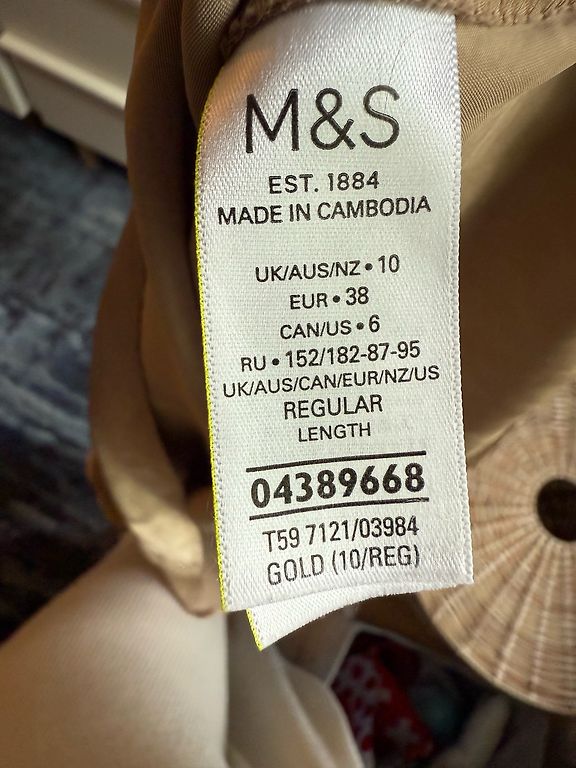 M&S
EST. 1884
MADE IN CAMBODIA
UK/AUS/NZ • 10
EUR • 38
CAN/US • 6
RU • 152/182-87-95
UK/AUS/CAN/EUR/NZ/US
REGULAR
LENGTH
04389668
T59 7121/03984
GOLD (10/REG)